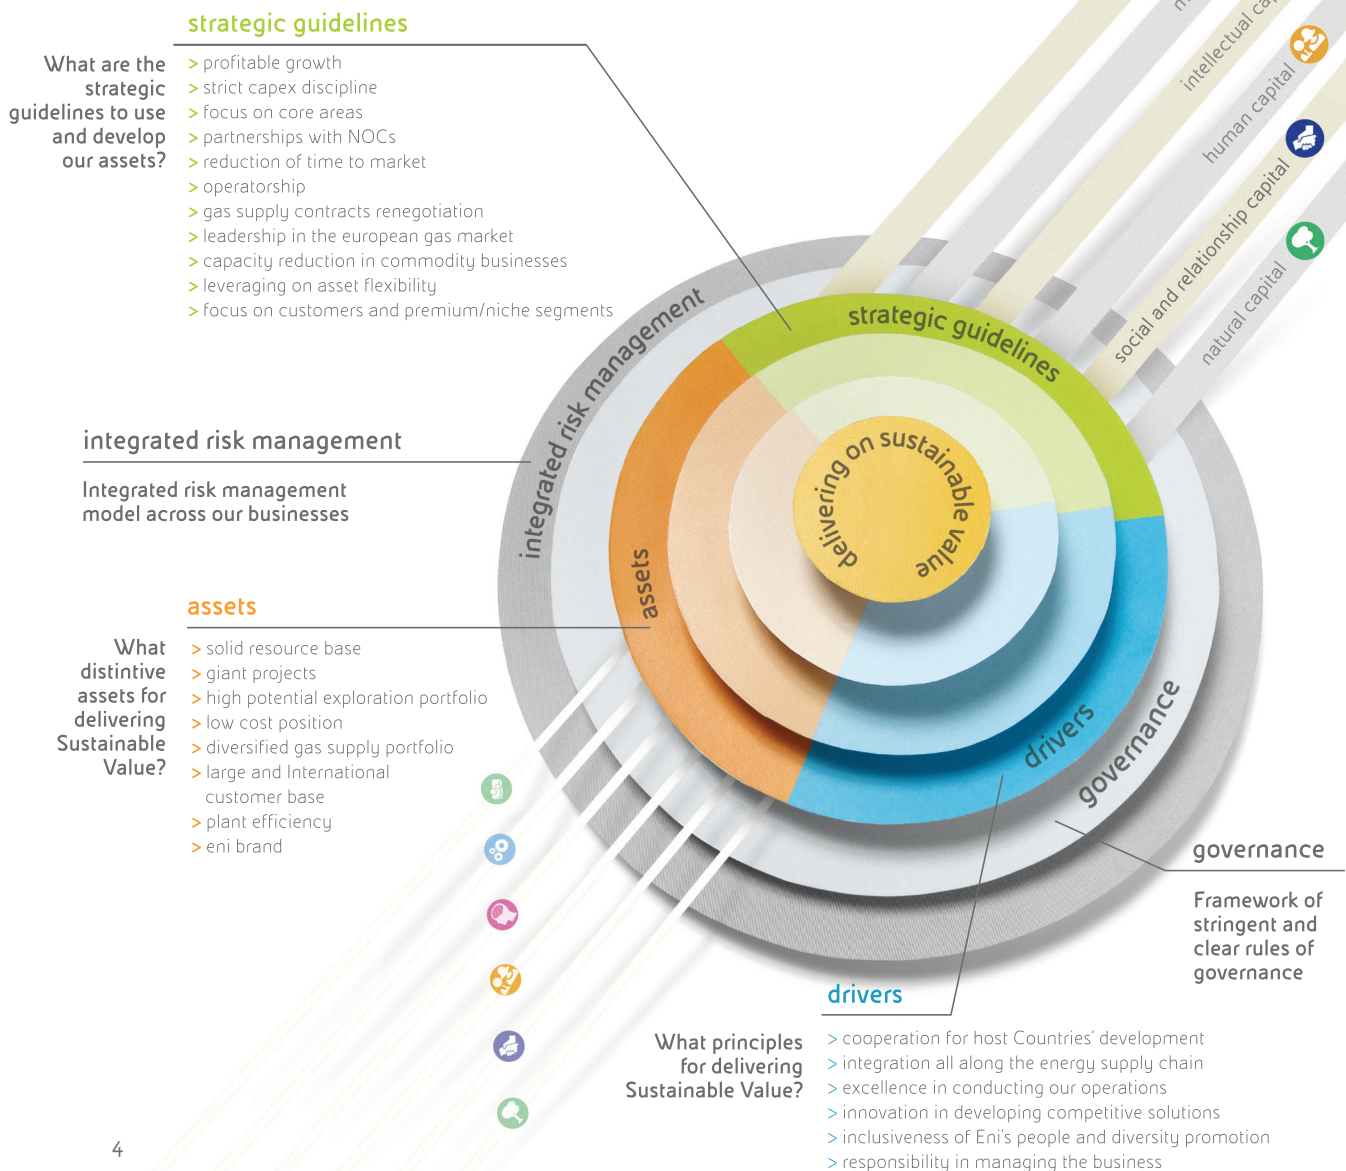 strategic guidelines
What are the
strategic
guidelines to use
and develop
our assets?
> profitable growth
> strict capex discipline
> focus on core areas
> partnerships with NOCs
> reduction of time to market
> operatorship
> gas supply contracts renegotiation
> leadership in the european gas market
> capacity reduction in commodity businesses
> leveraging on asset flexibility
> focus on customers and premium/niche segments
intellectual
human capital
social and relationship capital
natural capital
integrated risk management
strategic guidelines
delivering on sustainable value
assets
drivers
governance
integrated risk management
Integrated risk management
model across our businesses
assets
What
distintive
assets for
delivering
Sustainable
Value?
> solid resource base
> giant projects
> high potential exploration portfolio
> low cost position
> diversified gas supply portfolio
> large and International
customer base
> plant efficiency
> eni brand
governance
Framework of
stringent and
clear rules of
governance
drivers
What principles
for delivering
Sustainable Value?
> cooperation for host Countries' development
> integration all along the energy supply chain
> excellence in conducting our operations
> innovation in developing competitive solutions
> inclusiveness of Eni's people and diversity promotion
> responsibility in managing the business
4